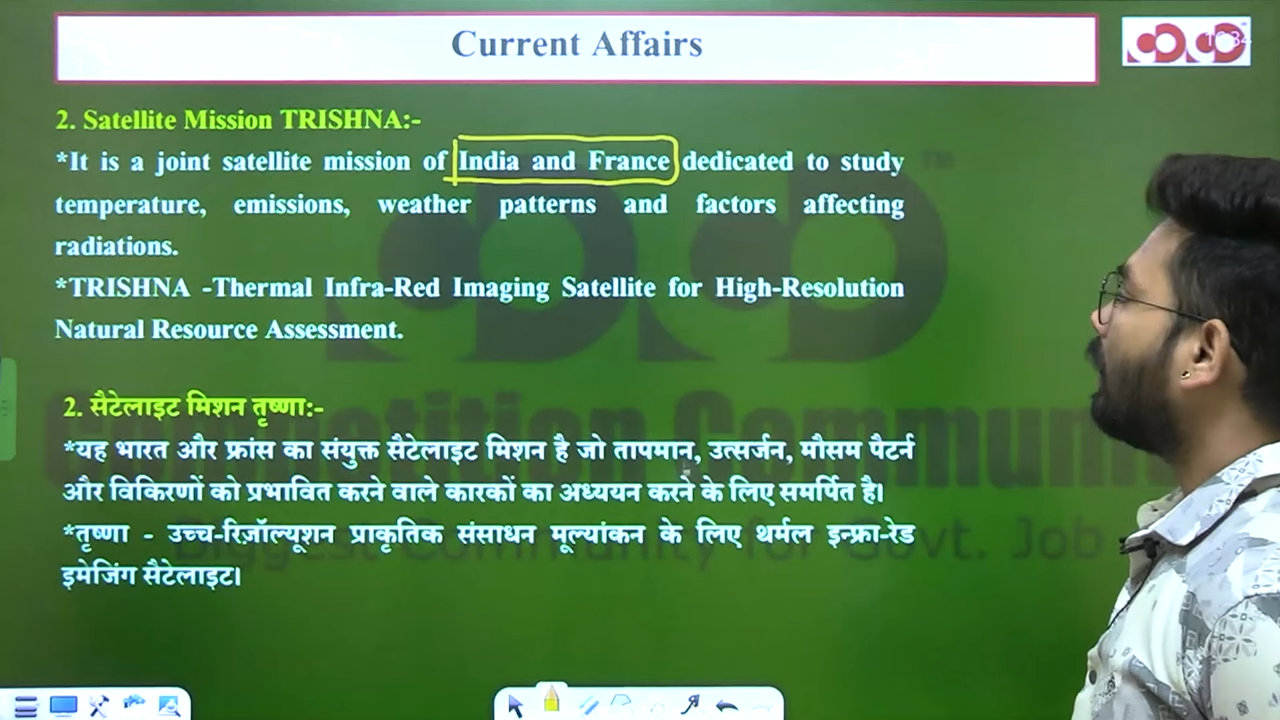 Current Affairs
2. Satellite Mission TRISHNA:-
*It is a joint satellite mission of India and France dedicated to study
temperature, emissions, weather patterns and factors affecting
radiations.
*TRISHNA -Thermal Infra-Red Imaging Satellite for High-Resolution
Natural Resource Assessment.
2. सैटेलाइट मिशन तृष्णा:-
*यह भारत और फ्रांस का संयुक्त सैटेलाइट मिशन है जो तापमान, उत्सर्जन, मौसम पैटर्न
और विकिरणों को प्रभावित करने वाले कारकों का अध्ययन करने के लिए समर्पित है।
*तृष्णा - उच्च-रिज़ॉल्यूशन प्राकृतिक संसाधन मूल्यांकन के लिए थर्मल इन्फ्रा-रेड
इमेजिंग सैटेलाइट।